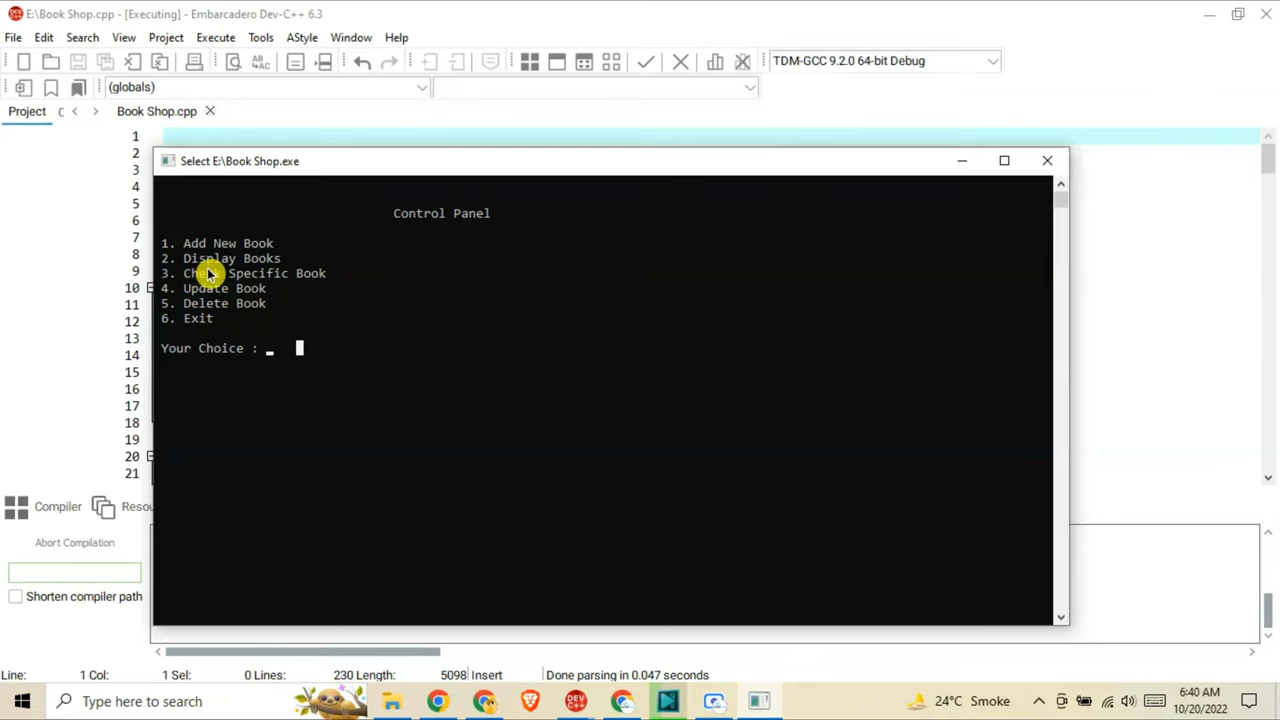 E:\Book Shop.cpp - [Executing] - Embarcadero Dev-C++ 6.3
File Edit Search View Project Execute Tools AStyle Window Help
TDM-GCC 9.2.0 64-bit Debug
(globals)
Project Book Shop.cpp
1
2
3
4
5
6
7
8
9
10
11
12
13
14
15
16
17
18
19
20
21
Select E:\Book Shop.exe
Control Panel
1. Add New Book
2. Display Books
3. Check Specific Book
4. Update Book
5. Delete Book
6. Exit
Your Choice : _
Compiler Resou
Abort Compilation
Shorten compiler path
Line: 1 Col: 1 Sel: 0 Lines: 230 Length: 5098 Insert Done parsing in 0.047 seconds
Type here to search
24°C Smoke
6:40 AM
10/20/2022